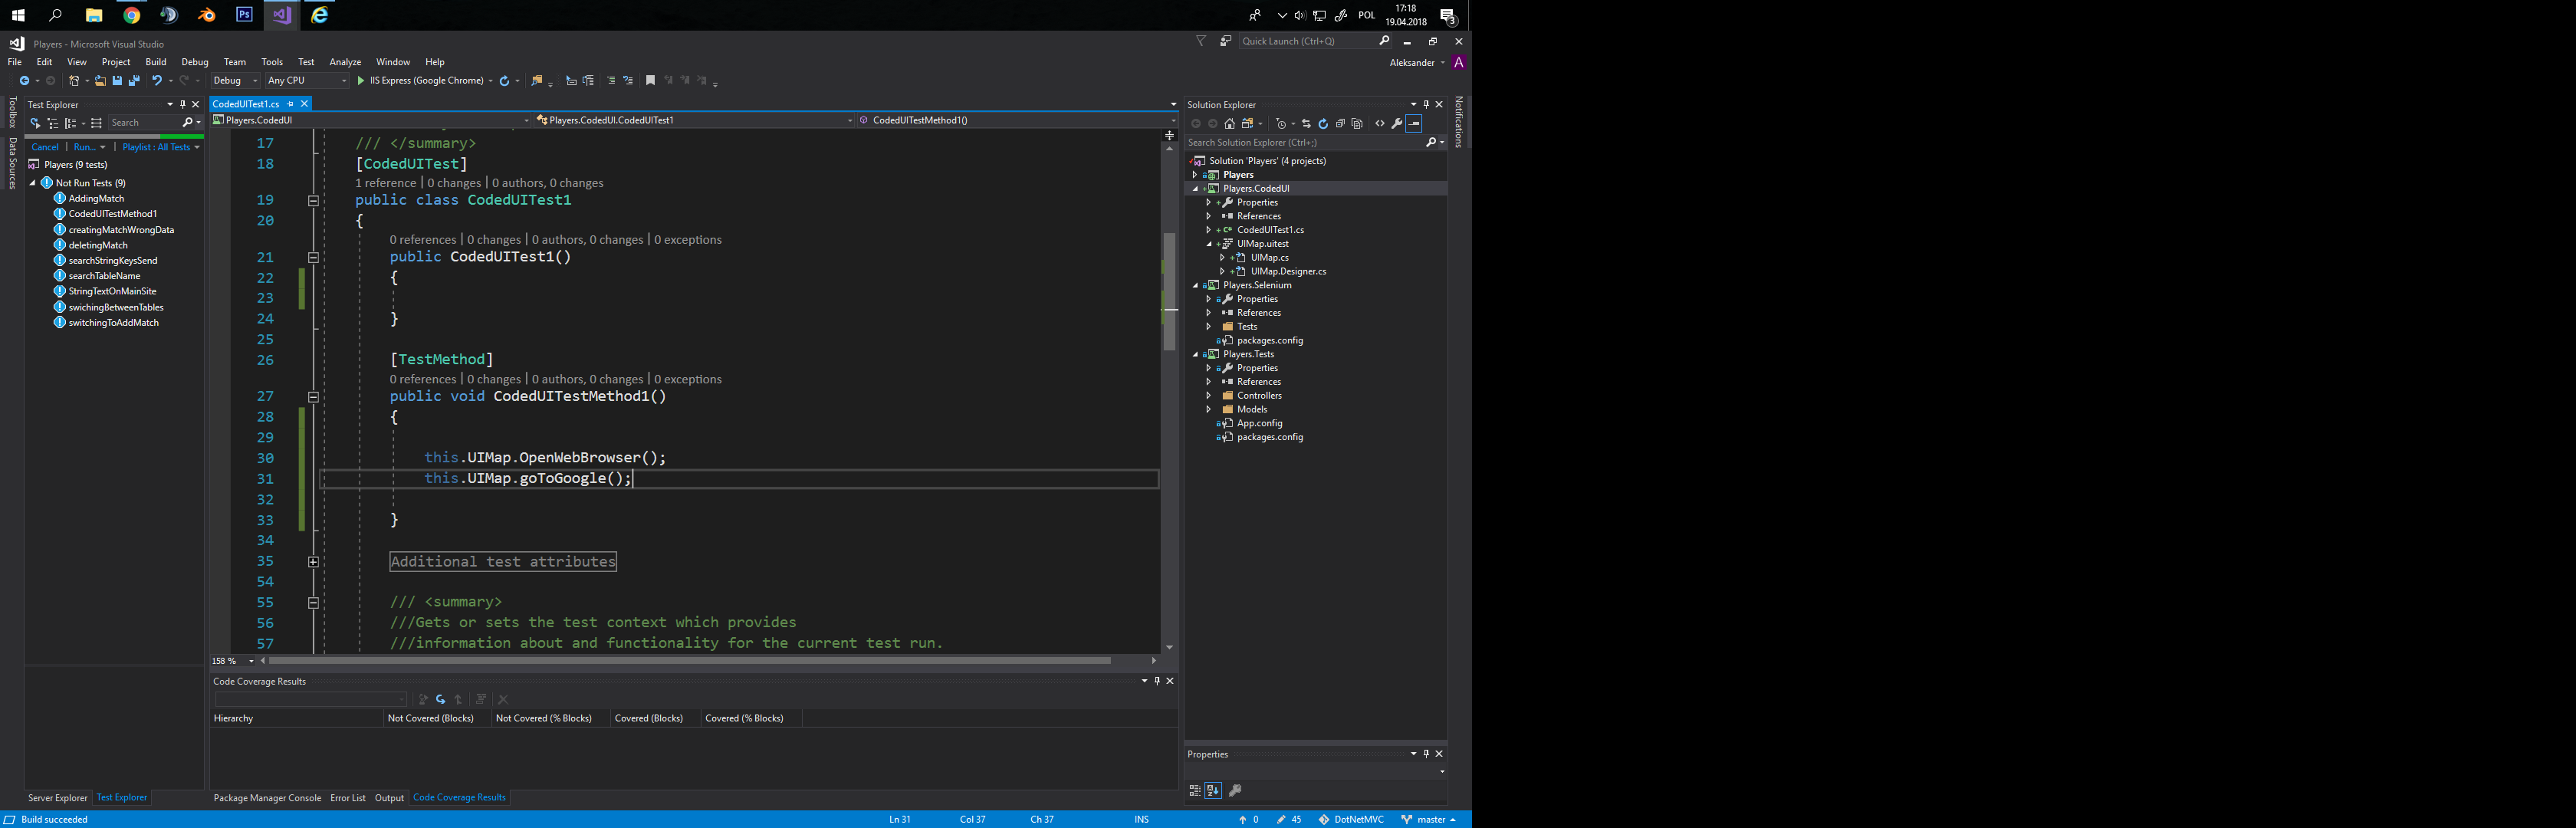 Ps
POL
17:18
19.04.2018
3
Players - Microsoft Visual Studio
Quick Launch (Ctrl+Q)
File Edit View Project Build Debug Team Tools Test Analyze Window Help
Aleksander
A
Debug
Any CPU
IIS Express (Google Chrome)
Toolbox
Data Sources
Test Explorer
Search
Cancel | Run... | Playlist : All Tests
Players (9 tests)
Not Run Tests (9)
AddingMatch
CodedUITestMethod1
creatingMatchWrongData
deletingMatch
searchStringKeysSend
searchTableName
StringTextOnMainSite
swichingBetweenTables
switchingToAddMatch
Server Explorer Test Explorer
CodedUITest1.cs
Players.CodedUI
Players.CodedUI.CodedUITest1
CodedUITestMethod1()
17 /// </summary>
18 [CodedUITest]
1 reference | 0 changes | 0 authors, 0 changes
19 public class CodedUITest1
20 {
0 references | 0 changes | 0 authors, 0 changes | 0 exceptions
21 public CodedUITest1()
22 {
23
24 }
25
26 [TestMethod]
0 references | 0 changes | 0 authors, 0 changes | 0 exceptions
27 public void CodedUITestMethod1()
28 {
29
30 this.UIMap.OpenWebBrowser();
31 this.UIMap.goToGoogle();
32
33 }
34
35 Additional test attributes
54
55 /// <summary>
56 ///Gets or sets the test context which provides
57 ///information about and functionality for the current test run.
158 %
Code Coverage Results
Hierarchy Not Covered (Blocks) Not Covered (% Blocks) Covered (Blocks) Covered (% Blocks)
Package Manager Console Error List Output Code Coverage Results
Solution Explorer
Search Solution Explorer (Ctrl+;)
Solution 'Players' (4 projects)
Players
Players.CodedUI
Properties
References
CodedUITest1.cs
UIMap.uitest
UIMap.cs
UIMap.Designer.cs
Players.Selenium
Properties
References
Tests
packages.config
Players.Tests
Properties
References
Controllers
Models
App.config
packages.config
Properties
Notifications
Build succeeded
Ln 31 Col 37 Ch 37 INS
0 45 DotNetMVC master